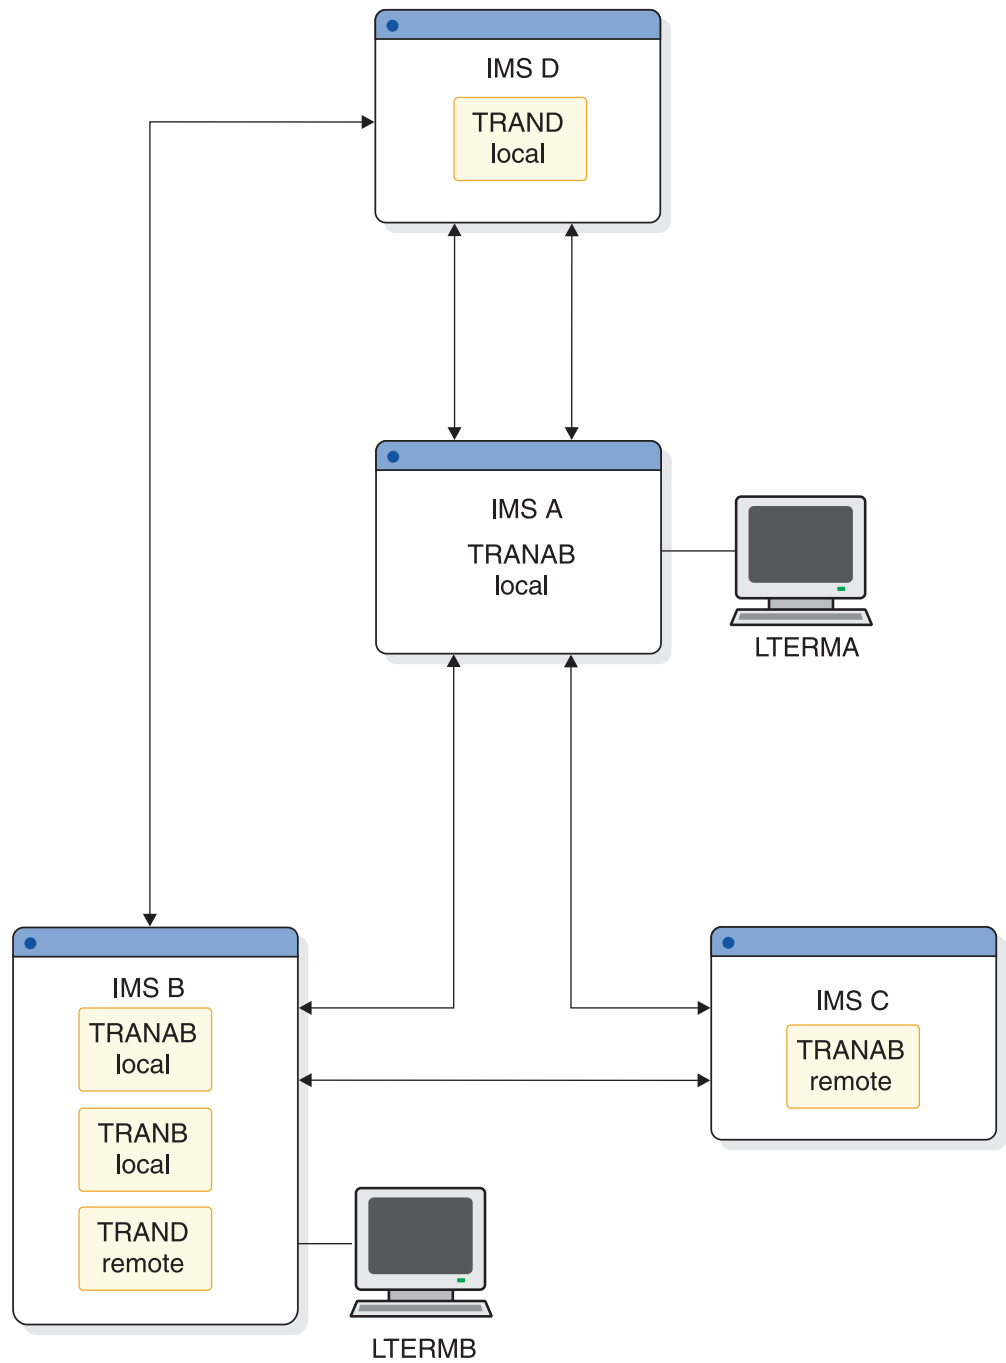 IMS D
TRAND
local
IMS A
TRANAB
local
LTERMA
IMS B
TRANAB
local
TRANB
local
TRAND
remote
LTERMB
IMS C
TRANAB
remote